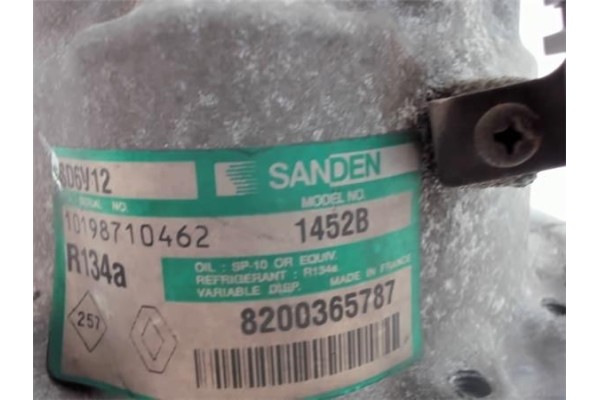 SD6V12
SANDEN
SERIAL NO.
MODEL NO.
10198710462
1452B
R134a
OIL : SP-10 OR EQUIV.
REFRIGERANT : R134a
VARIABLE DISP. MADE IN FRANCE
257
8200365787